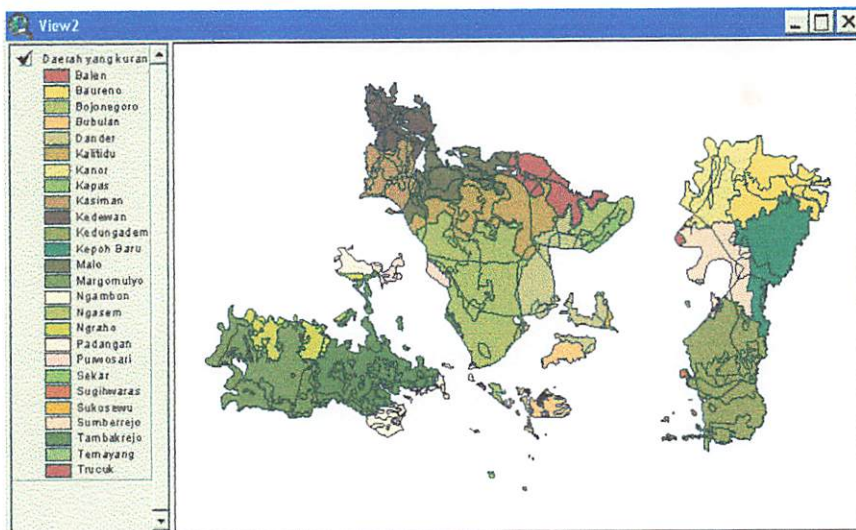 View2
Daerah yang kuran
Balen
Baureno
Bojonegoro
Bubulan
Dander
Kalitidu
Kanor
Kapas
Kasiman
Kedewan
Kedungadem
Kepoh Baru
Malo
Margomulyo
Ngambon
Ngasem
Ngraho
Padangan
Purwosari
Sekar
Sugihwaras
Sukosewu
Sumberrejo
Tambakrejo
Temayang
Trucuk